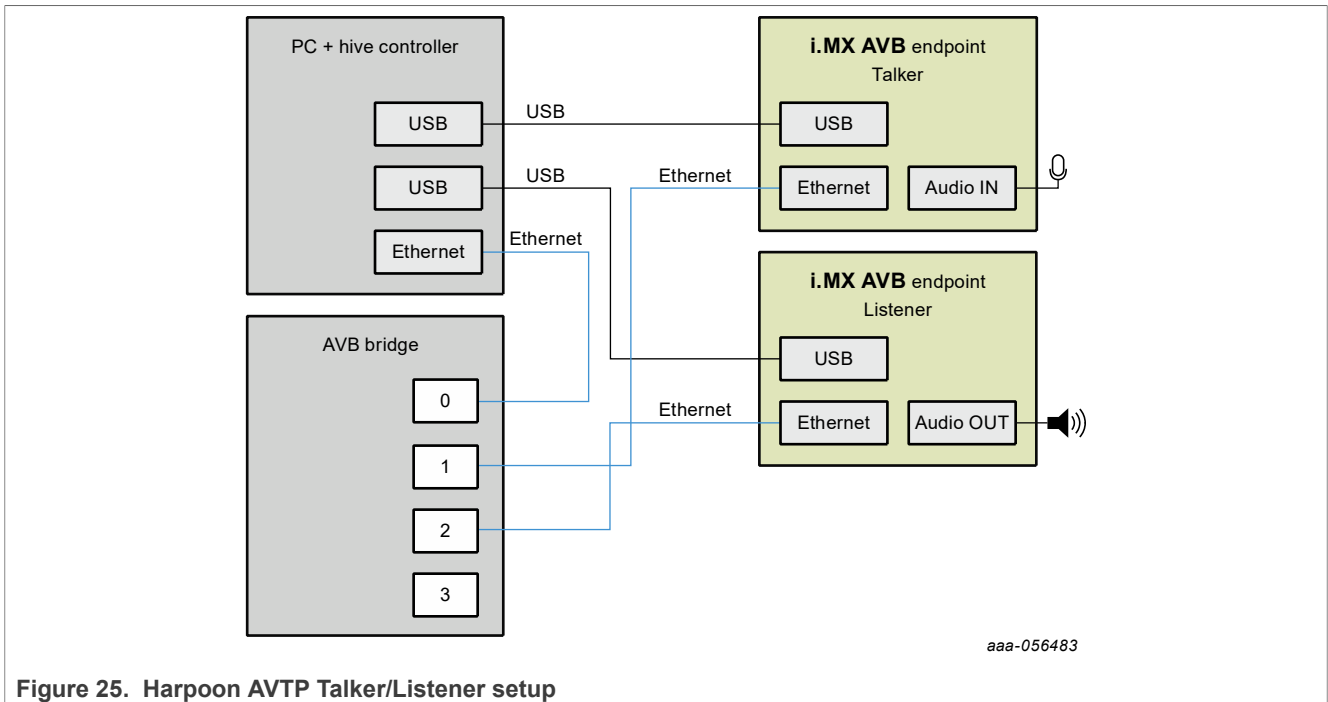 PC + hive controller
USB
USB
Ethernet
USB
USB
Ethernet
AVB bridge
0
1
2
3
i.MX AVB endpoint
Talker
USB
Ethernet
Ethernet
Audio IN
i.MX AVB endpoint
Listener
USB
Ethernet
Ethernet
Audio OUT
aaa-056483
Figure 25. Harpoon AVTP Talker/Listener setup